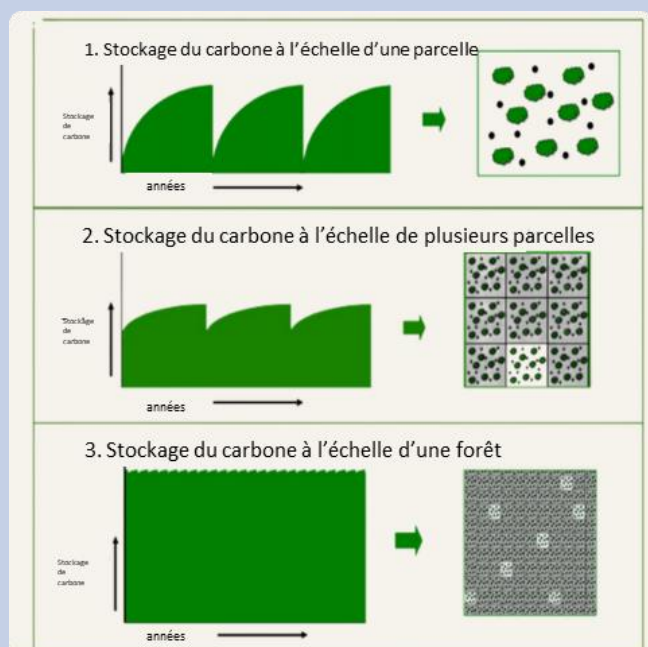 1. Stockage du carbone à l’échelle d’une parcelle
Stockage
de
carbone
années
2. Stockage du carbone à l’échelle de plusieurs parcelles
Stockage
de
carbone
années
3. Stockage du carbone à l’échelle d’une forêt
Stockage
de
carbone
années